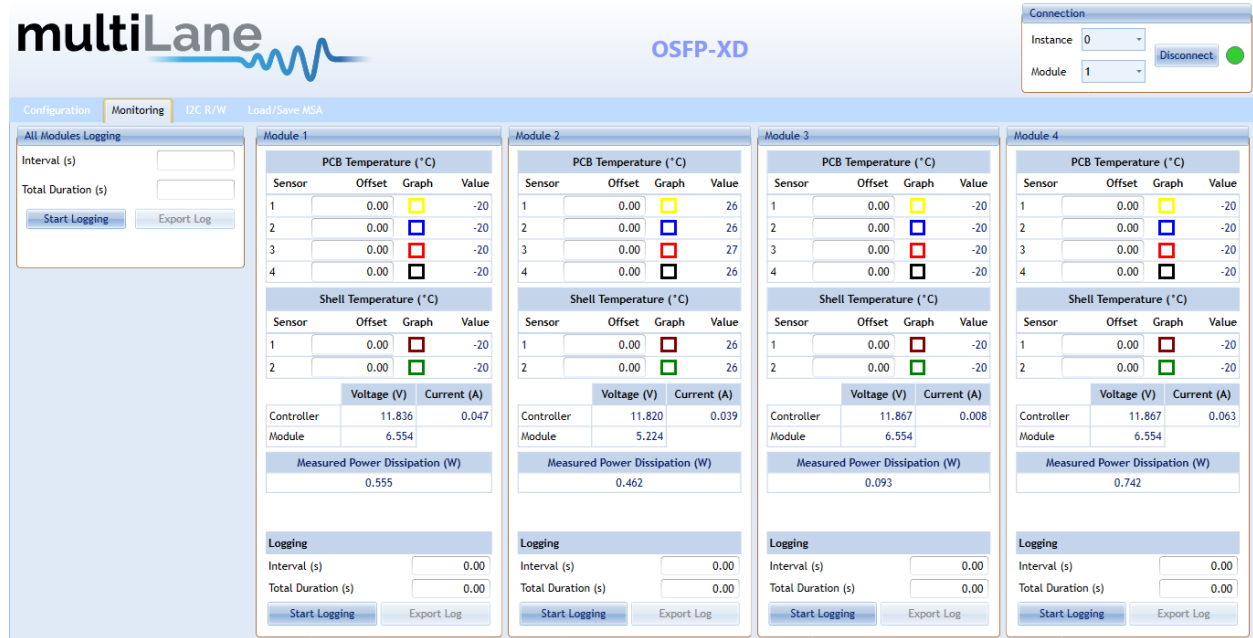 multiLane
OSFP-XD
Connection
Instance 0
Module 1
Disconnect
Configuration Monitoring I2C R/W Load/Save MSA
All Modules Logging
Interval (s)
Total Duration (s)
Start Logging Export Log
Module 1
PCB Temperature (°C)
Sensor Offset Graph Value
1 0.00 -20
2 0.00 -20
3 0.00 -20
4 0.00 -20
Shell Temperature (°C)
Sensor Offset Graph Value
1 0.00 -20
2 0.00 -20
Voltage (V) Current (A)
Controller 11.836 0.047
Module 6.554
Measured Power Dissipation (W)
0.555
Logging
Interval (s) 0.00
Total Duration (s) 0.00
Start Logging Export Log
Module 2
PCB Temperature (°C)
Sensor Offset Graph Value
1 0.00 26
2 0.00 26
3 0.00 27
4 0.00 26
Shell Temperature (°C)
Sensor Offset Graph Value
1 0.00 26
2 0.00 26
Voltage (V) Current (A)
Controller 11.820 0.039
Module 5.224
Measured Power Dissipation (W)
0.462
Logging
Interval (s) 0.00
Total Duration (s) 0.00
Start Logging Export Log
Module 3
PCB Temperature (°C)
Sensor Offset Graph Value
1 0.00 -20
2 0.00 -20
3 0.00 -20
4 0.00 -20
Shell Temperature (°C)
Sensor Offset Graph Value
1 0.00 -20
2 0.00 -20
Voltage (V) Current (A)
Controller 11.867 0.008
Module 6.554
Measured Power Dissipation (W)
0.093
Logging
Interval (s) 0.00
Total Duration (s) 0.00
Start Logging Export Log
Module 4
PCB Temperature (°C)
Sensor Offset Graph Value
1 0.00 -20
2 0.00 -20
3 0.00 -20
4 0.00 -20
Shell Temperature (°C)
Sensor Offset Graph Value
1 0.00 -20
2 0.00 -20
Voltage (V) Current (A)
Controller 11.867 0.063
Module 6.554
Measured Power Dissipation (W)
0.742
Logging
Interval (s) 0.00
Total Duration (s) 0.00
Start Logging Export Log